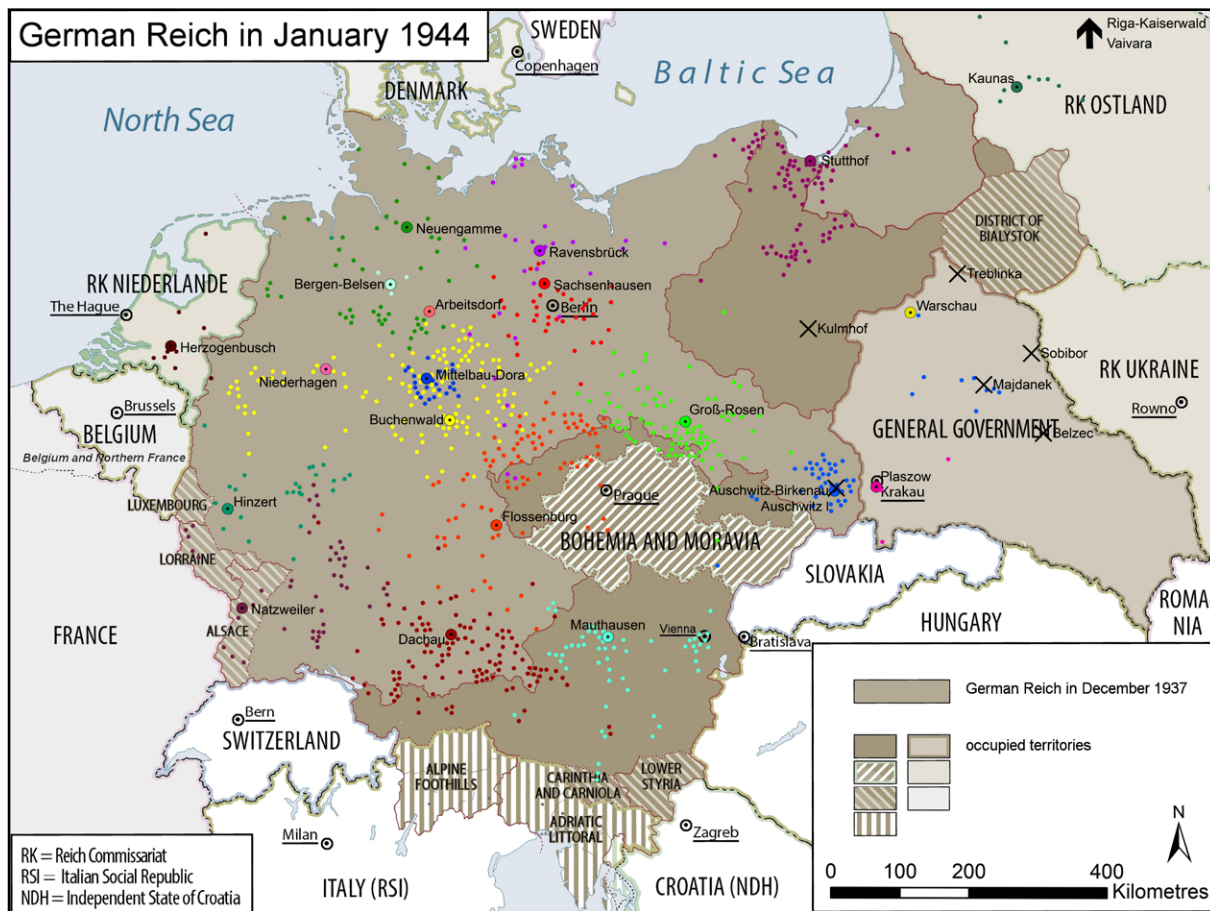 German Reich in January 1944
SWEDEN
Copenhagen
DENMARK
North Sea
Baltic Sea
Riga-Kaiserwald
Vaivara
Kaunas
RK OSTLAND
Stutthof
DISTRICT OF
BIALYSTOK
Neuengamme
Ravensbrück
Bergen-Belsen
Sachsenhausen
Arbeitsdorf
Berlin
RK NIEDERLANDE
The Hague
Herzogenbusch
Treblinka
Warschau
Kulmhof
Sobibor
Majdanek
RK UKRAINE
Rowno
Niederhagen
Mittelbau-Dora
Buchenwald
Groß-Rosen
GENERAL GOVERNMENT
Belzec
Brussels
BELGIUM
Belgium and Northern France
Plaszow
Krakau
Auschwitz-Birkenau
Auschwitz I
Prague
LUXEMBOURG
Hinzert
Flossenbürg
BOHEMIA AND MORAVIA
LORRAINE
SLOVAKIA
Natzweiler
ALSACE
FRANCE
Dachau
Mauthausen
Vienna
Bratislava
HUNGARY
ROMA-
NIA
Bern
SWITZERLAND
ALPINE
FOOTHILLS
CARINTHIA
AND CARNIOLA
LOWER
STYRIA
ADRIATIC
LITTORAL
Milan
Zagreb
ITALY (RSI)
CROATIA (NDH)
RK = Reich Commissariat
RSI = Italian Social Republic
NDH = Independent State of Croatia
German Reich in December 1937
occupied territories
N
0 100 200 400
Kilometres